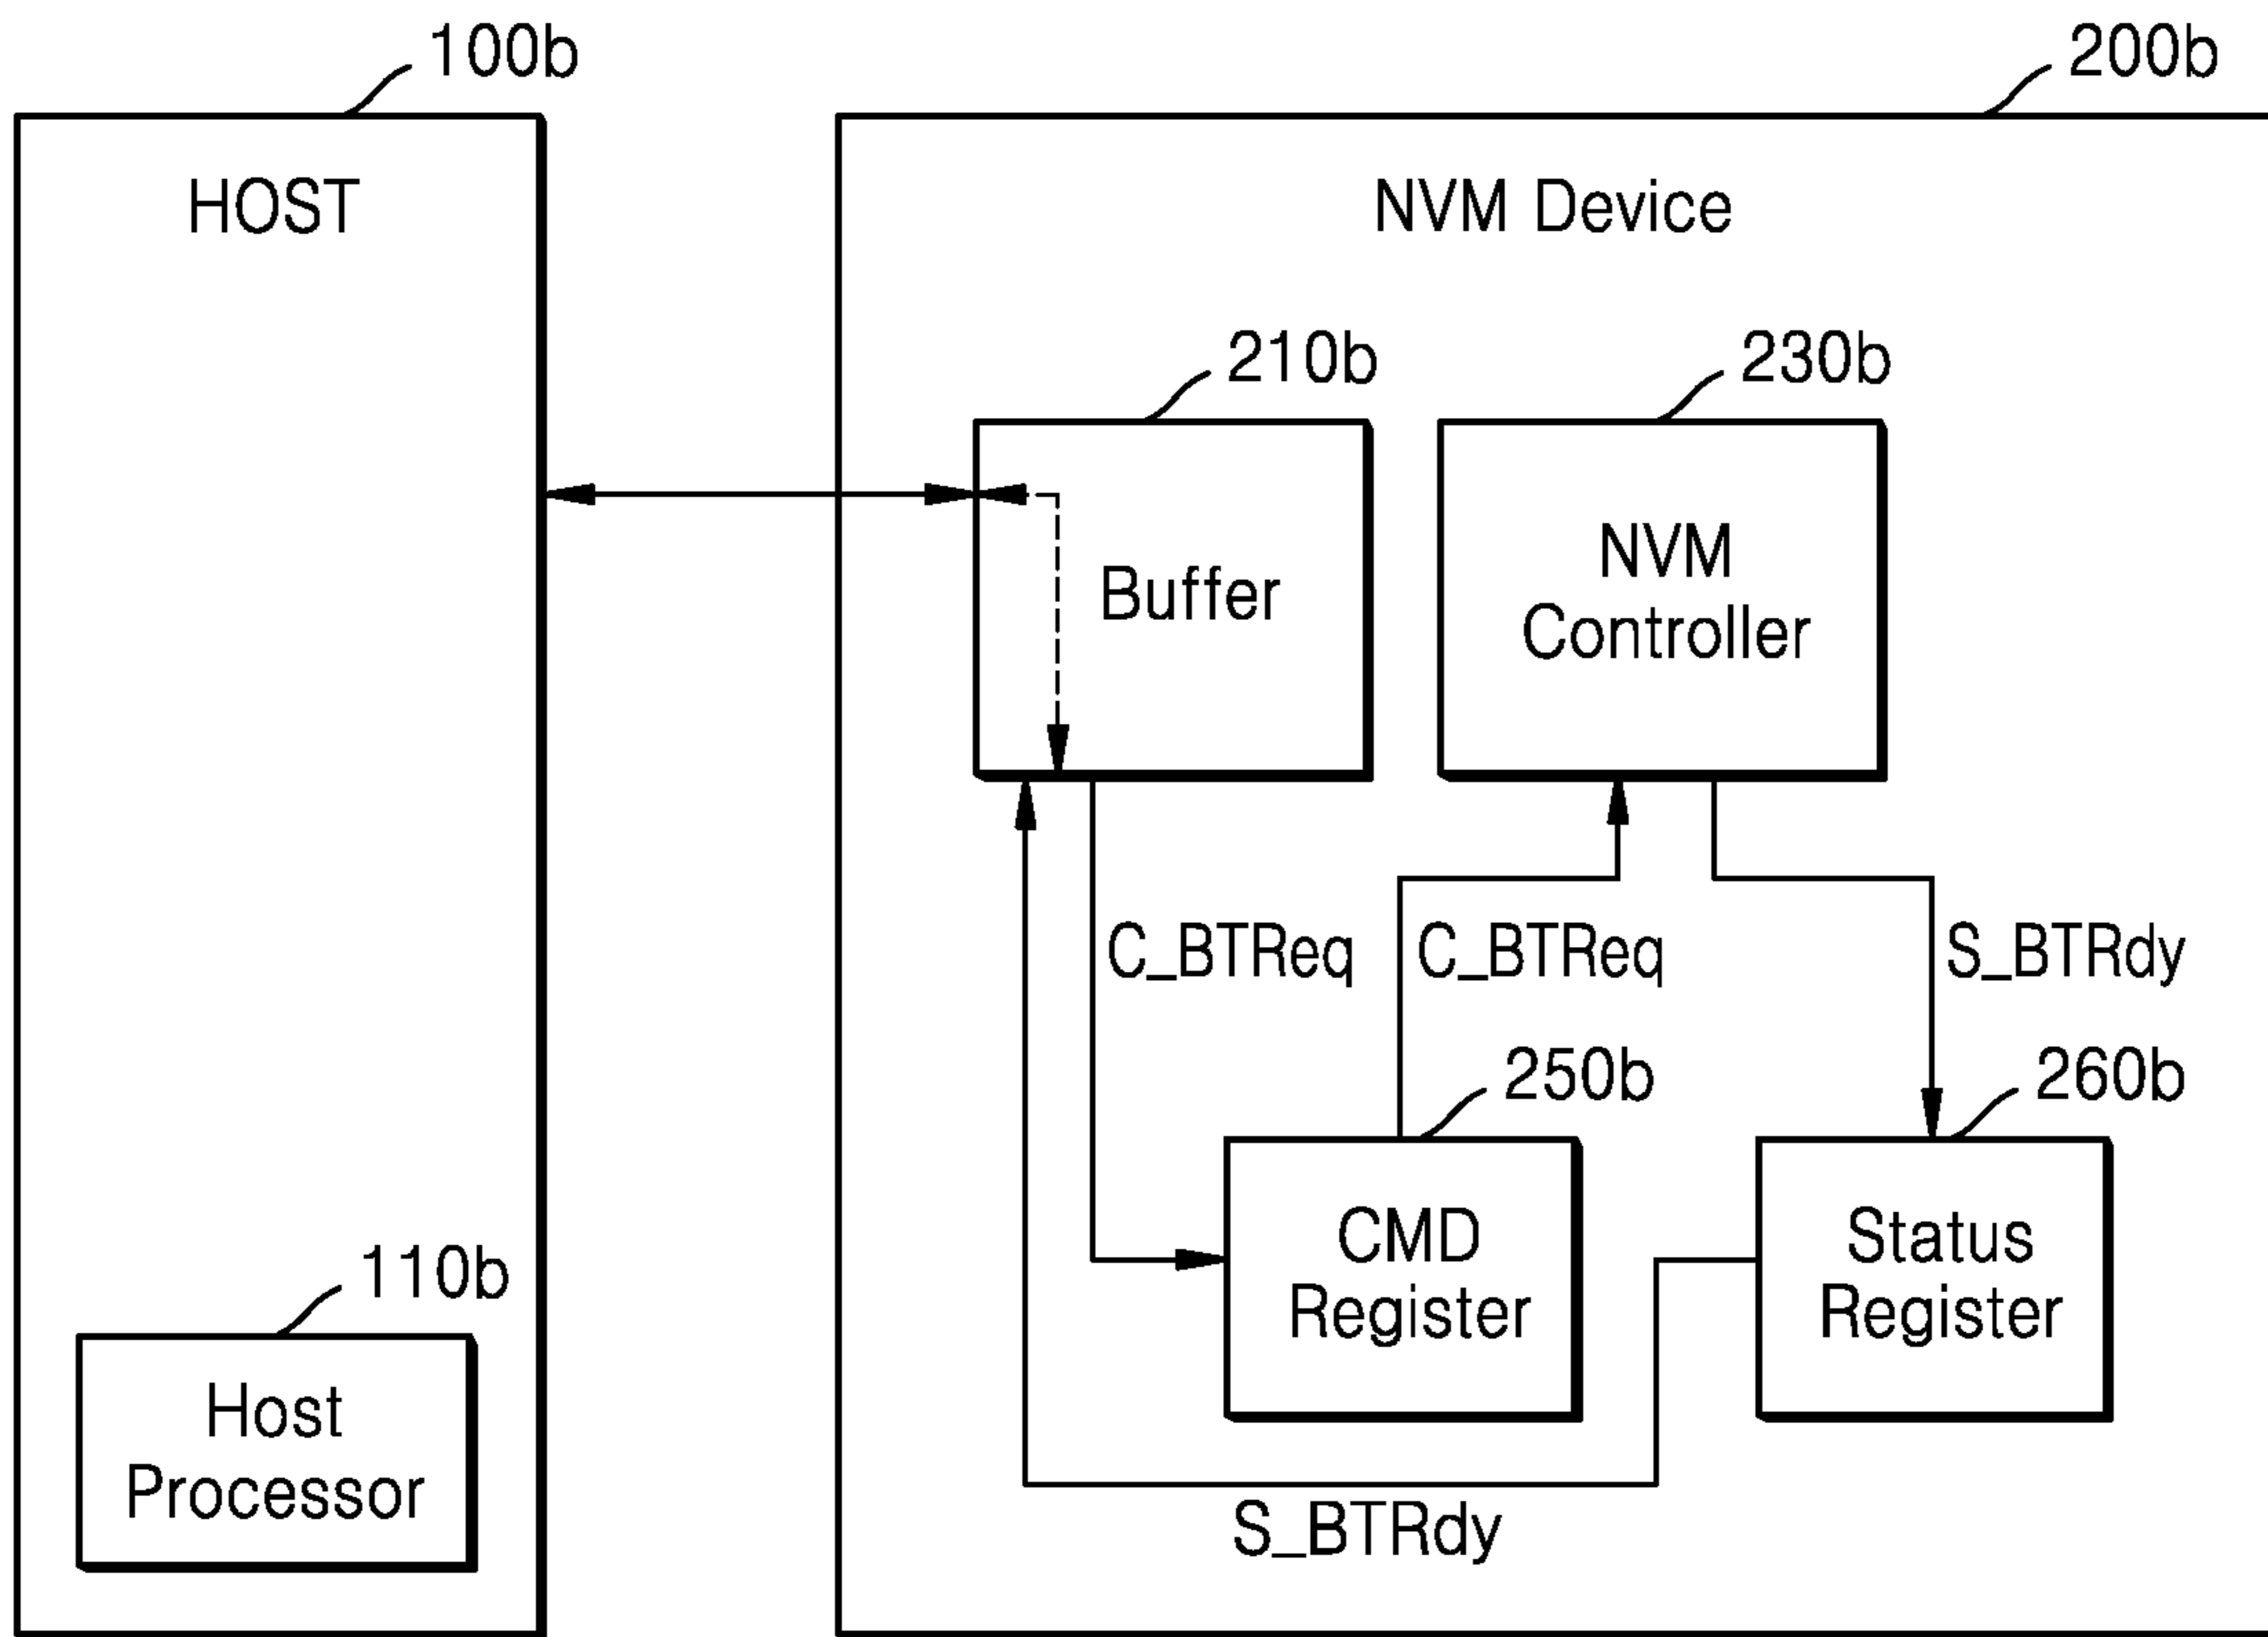 100b
200b
HOST
NVM Device
210b
230b
Buffer
NVM
Controller
C_BTReq
C_BTReq
S_BTRdy
250b
260b
CMD
Register
Status
Register
110b
Host
Processor
S_BTRdy